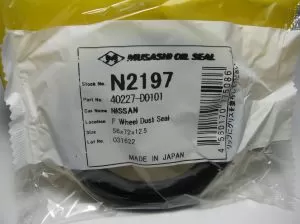 MUSASHI OIL SEAL
Stock No. N2197
Part No. 40227-D0101
Car Name NISSAN
Location F Wheel Dust Seal
Size 56x72x12.5
Lot No. 031622
MADE IN JAPAN